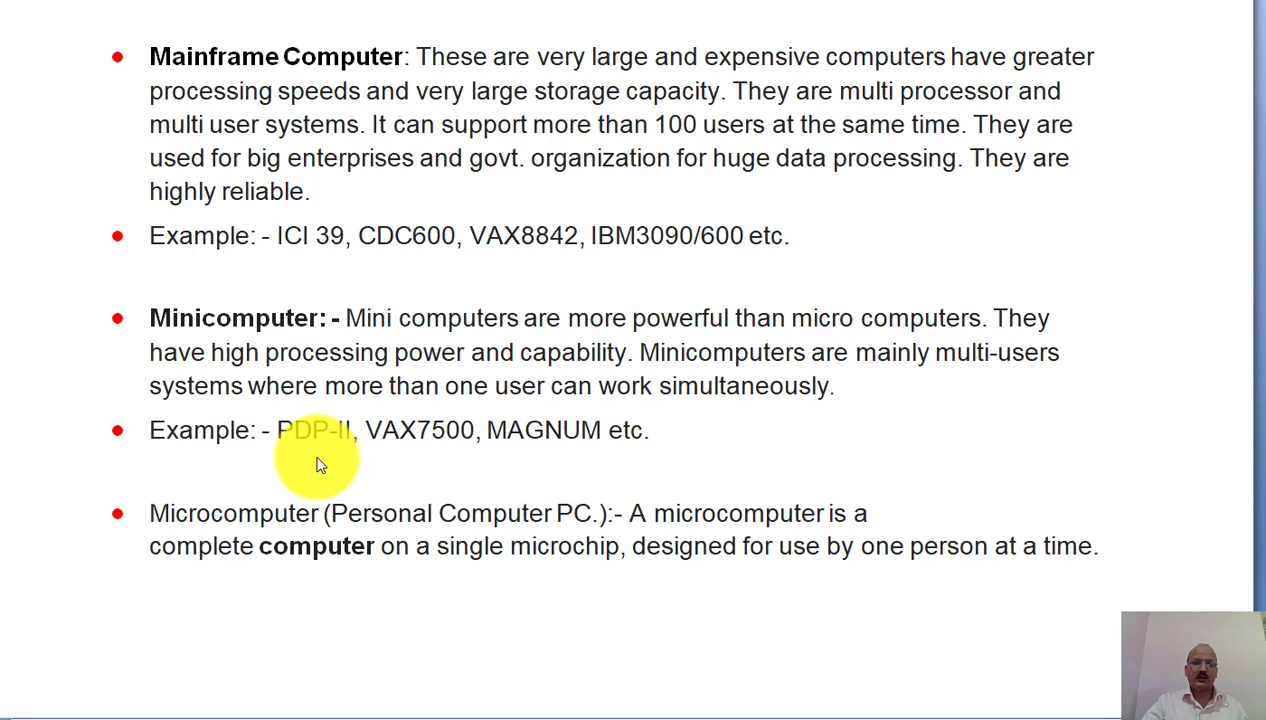 Mainframe Computer: These are very large and expensive computers have greater
processing speeds and very large storage capacity. They are multi processor and
multi user systems. It can support more than 100 users at the same time. They are
used for big enterprises and govt. organization for huge data processing. They are
highly reliable.
Example: - ICI 39, CDC600, VAX8842, IBM3090/600 etc.
Minicomputer: - Mini computers are more powerful than micro computers. They
have high processing power and capability. Minicomputers are mainly multi-users
systems where more than one user can work simultaneously.
Example: - PDP-II, VAX7500, MAGNUM etc.
Microcomputer (Personal Computer PC.):- A microcomputer is a
complete computer on a single microchip, designed for use by one person at a time.